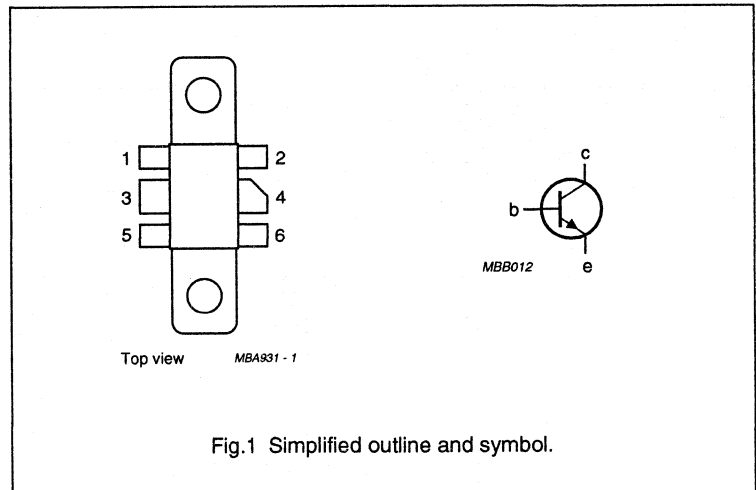 1 2
3 4
5 6
Top view MBA931 - 1
c
b
MBB012 e
Fig.1 Simplified outline and symbol.